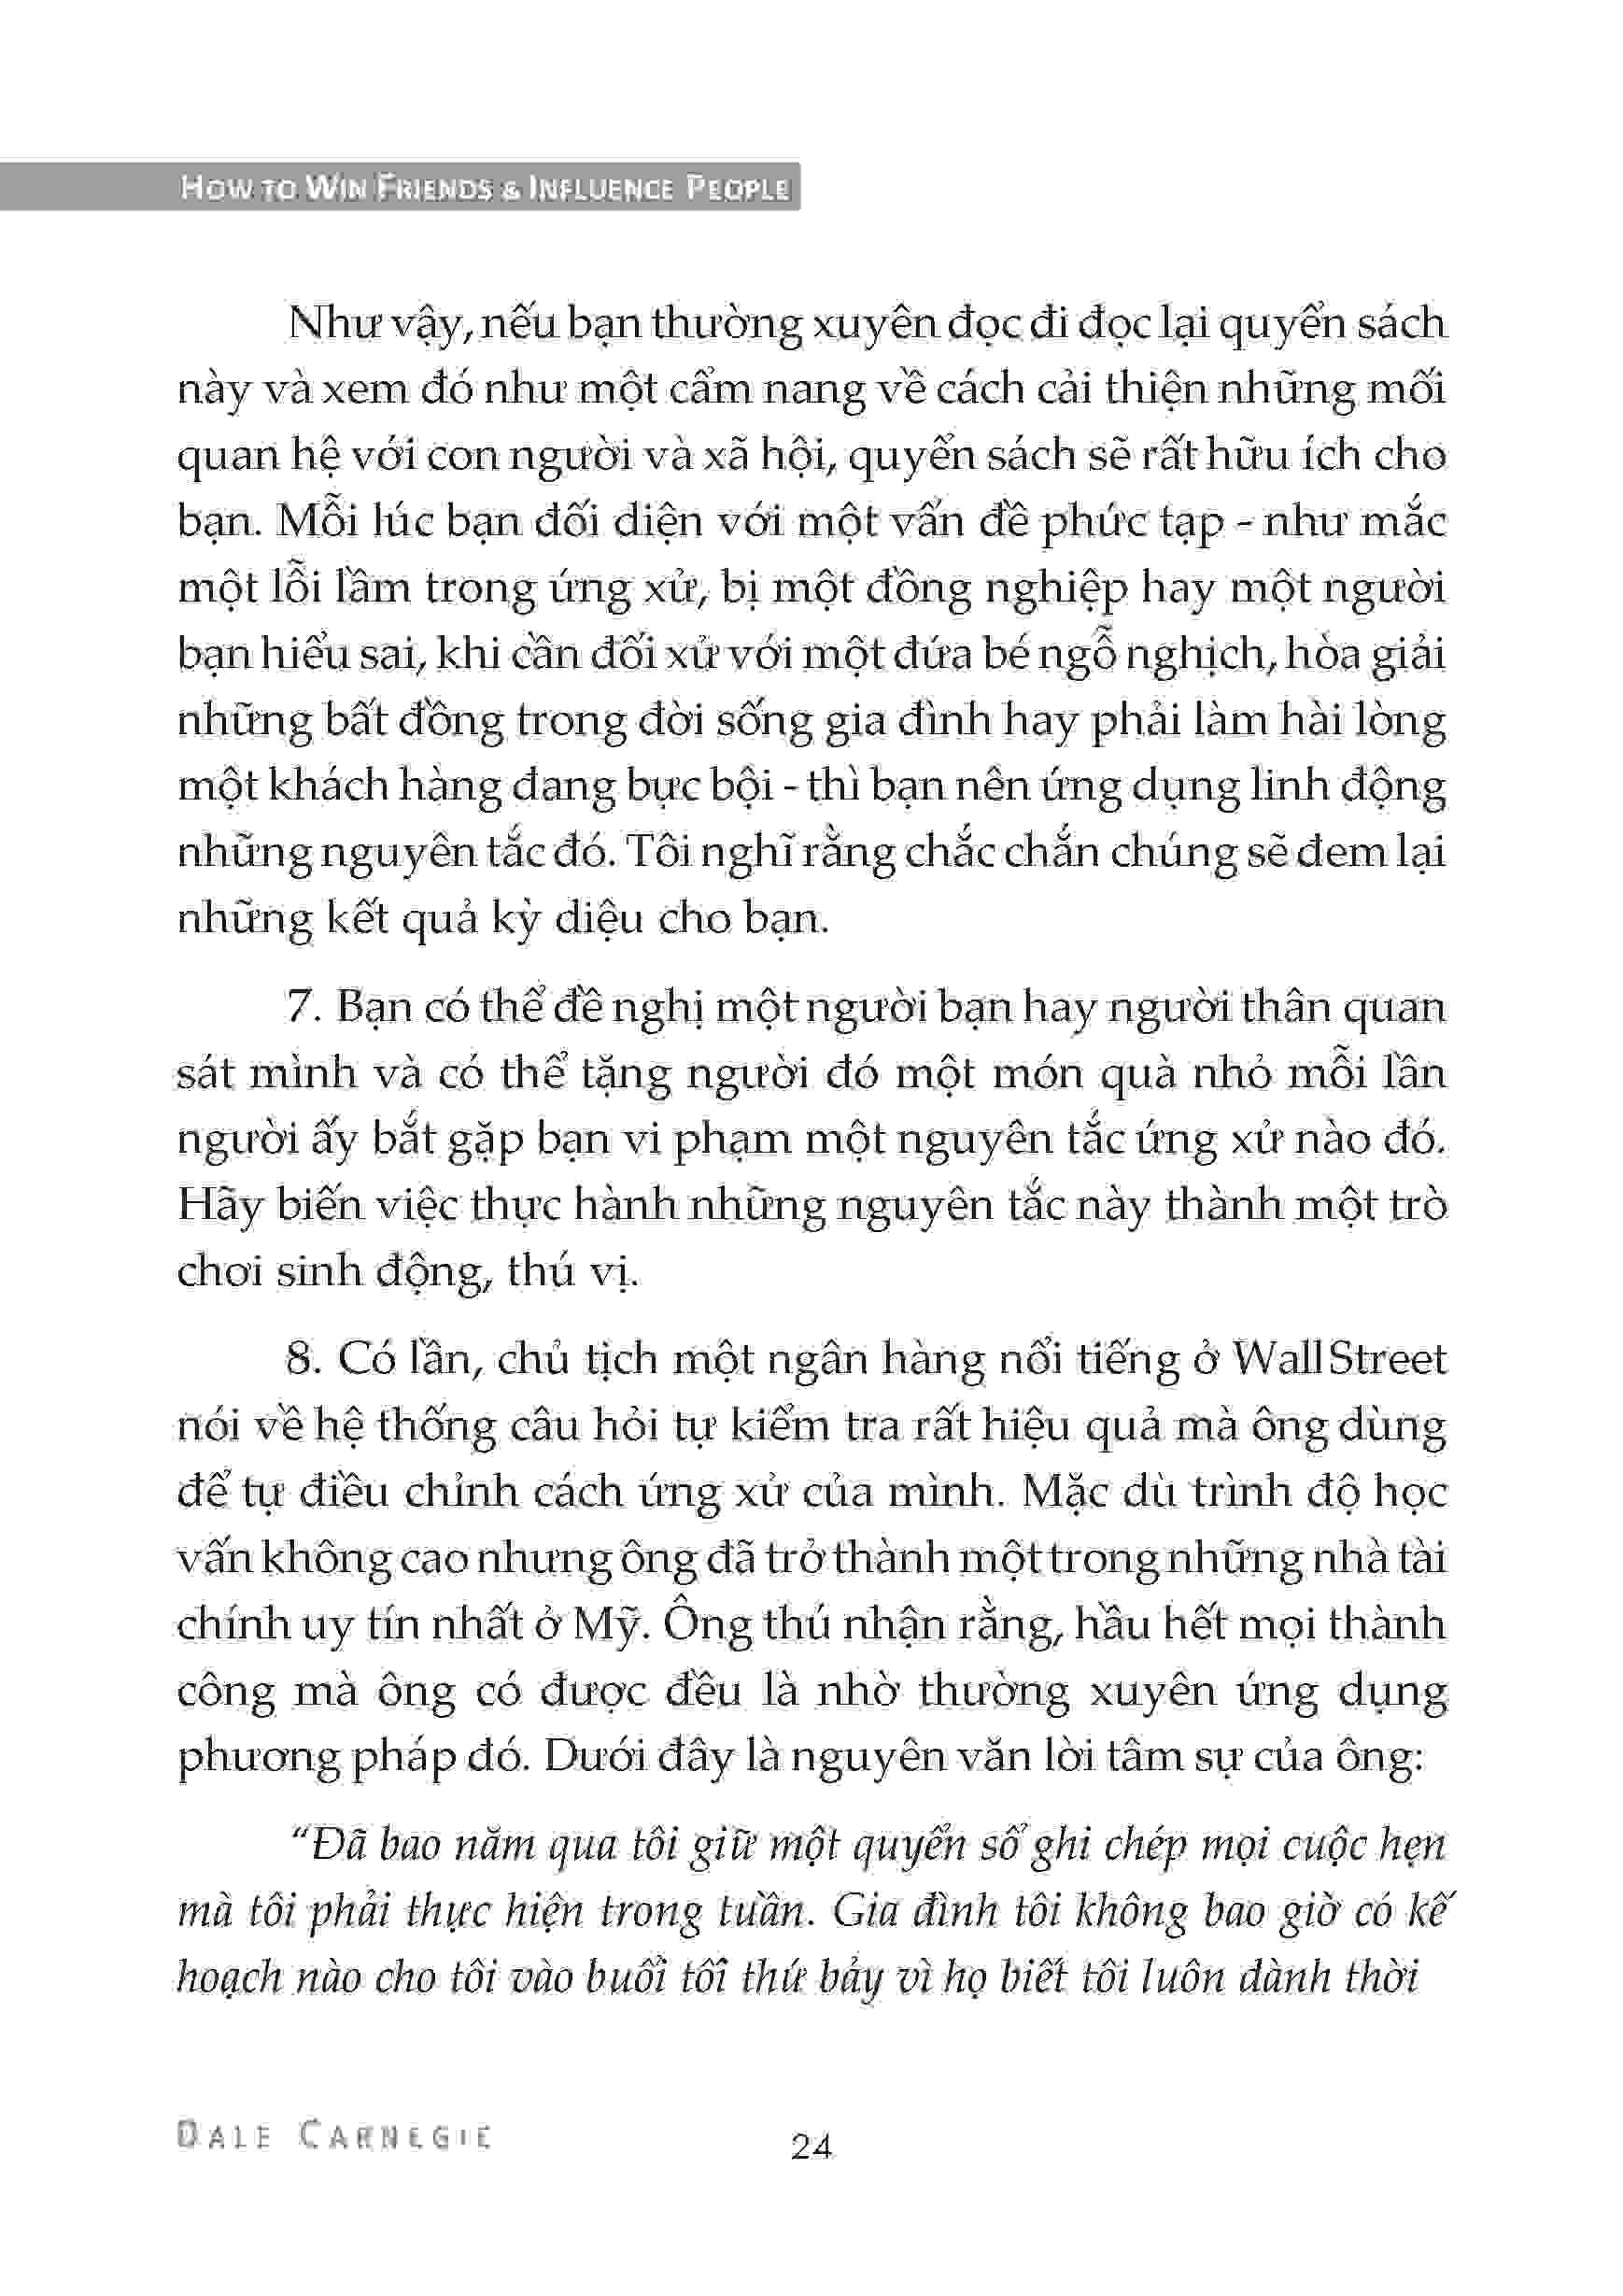 HOW TO WIN FRIENDS & INFLUENCE PEOPLE
Như vậy, nếu bạn thường xuyên đọc đi đọc lại quyển sách
này và xem đó như một cẩm nang về cách cải thiện những mối
quan hệ với con người và xã hội, quyển sách sẽ rất hữu ích cho
bạn. Mỗi lúc bạn đối diện với một vấn đề phức tạp - như mắc
một lỗi lầm trong ứng xử, bị một đồng nghiệp hay một người
bạn hiểu sai, khi cần đối xử với một đứa bé ngỗ nghịch, hòa giải
những bất đồng trong đời sống gia đình hay phải làm hài lòng
một khách hàng đang bực bội - thì bạn nên ứng dụng linh động
những nguyên tắc đó. Tôi nghĩ rằng chắc chắn chúng sẽ đem lại
những kết quả kỳ diệu cho bạn.
7. Bạn có thể đề nghị một người bạn hay người thân quan
sát mình và có thể tặng người đó một món quà nhỏ mỗi lần
người ấy bắt gặp bạn vi phạm một nguyên tắc ứng xử nào đó.
Hãy biến việc thực hành những nguyên tắc này thành một trò
chơi sinh động, thú vị.
8. Có lần, chủ tịch một ngân hàng nổi tiếng ở Wall Street
nói về hệ thống câu hỏi tự kiểm tra rất hiệu quả mà ông dùng
để tự điều chỉnh cách ứng xử của mình. Mặc dù trình độ học
vấn không cao nhưng ông đã trở thành một trong những nhà tài
chính uy tín nhất ở Mỹ. Ông thú nhận rằng, hầu hết mọi thành
công mà ông có được đều là nhờ thường xuyên ứng dụng
phương pháp đó. Dưới đây là nguyên văn lời tâm sự của ông:
“Đã bao năm qua tôi giữ một quyển sổ ghi chép mọi cuộc hẹn
mà tôi phải thực hiện trong tuần. Gia đình tôi không bao giờ có kế
hoạch nào cho tôi vào buổi tối thứ bảy vì họ biết tôi luôn dành thời
DALE CARNEGIE
24